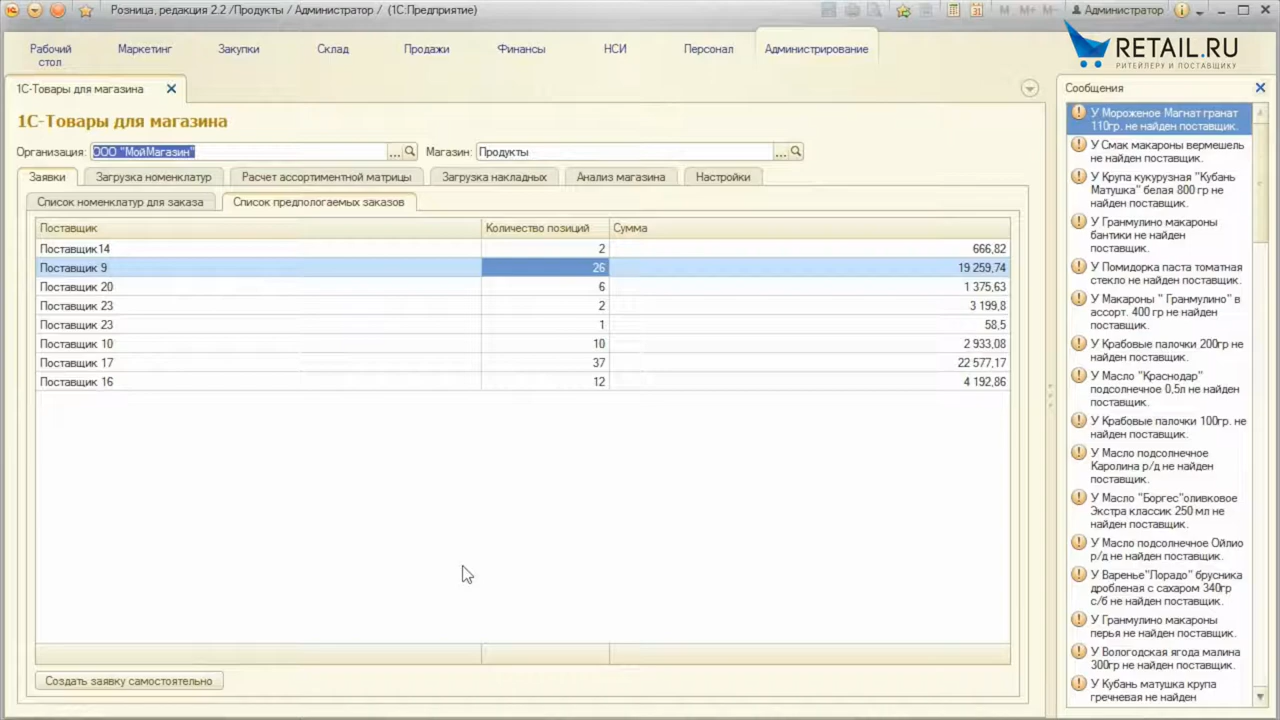 Розница, редакция 2.2 /Продукты / Администратор / (1С:Предприятие)
M M+ M-
Администратор
Рабочий стол
Маркетинг
Закупки
Склад
Продажи
Финансы
НСИ
Персонал
Администрирование
RETAIL.RU
РИТЕЙЛЕРУ И ПОСТАВЩИКУ
1С-Товары для магазина
1С-Товары для магазина
Организация: ООО "МойМагазин" ... Магазин: Продукты ...
Заявки
Загрузка номенклатур
Расчет ассортиментной матрицы
Загрузка накладных
Анализ магазина
Настройки
Список номенклатур для заказа
Список предпологаемых заказов
Поставщик Количество позиций Сумма
Поставщик14 2 666,82
Поставщик 9 26 19 259,74
Поставщик 20 6 1 375,63
Поставщик 23 2 3 199,8
Поставщик 23 1 58,5
Поставщик 10 10 2 933,08
Поставщик 17 37 22 577,17
Поставщик 16 12 4 192,86
Создать заявку самостоятельно
Сообщения
У Мороженое Магнат гранат
110гр. не найден поставщик.
У Смак макароны вермешель
не найден поставщик.
У Крупа кукурузная "Кубань
Матушка" белая 800 гр не
найден поставщик.
У Гранмулино макароны
бантики не найден
поставщик.
У Помидорка паста томатная
стекло не найден поставщик.
У Макароны " Гранмулино" в
ассорт. 400 гр не найден
поставщик.
У Крабовые палочки 200гр не
найден поставщик.
У Масло "Краснодар"
подсолнечное 0,5л не найден
поставщик.
У Крабовые палочки 100гр. не
найден поставщик.
У Масло подсолнечное
Каролина р/д не найден
поставщик.
У Масло "Боргес"оливковое
Экстра классик 250 мл не
найден поставщик.
У Масло подсолнечное Ойлио
р/д не найден поставщик.
У Варенье"Лорадо" брусника
дробленая с сахаром 340гр
с/б не найден поставщик.
У Гранмулино макароны
перья не найден поставщик.
У Вологодская ягода малина
300гр не найден поставщик.
У Кубань матушка крупа
гречневая не найден